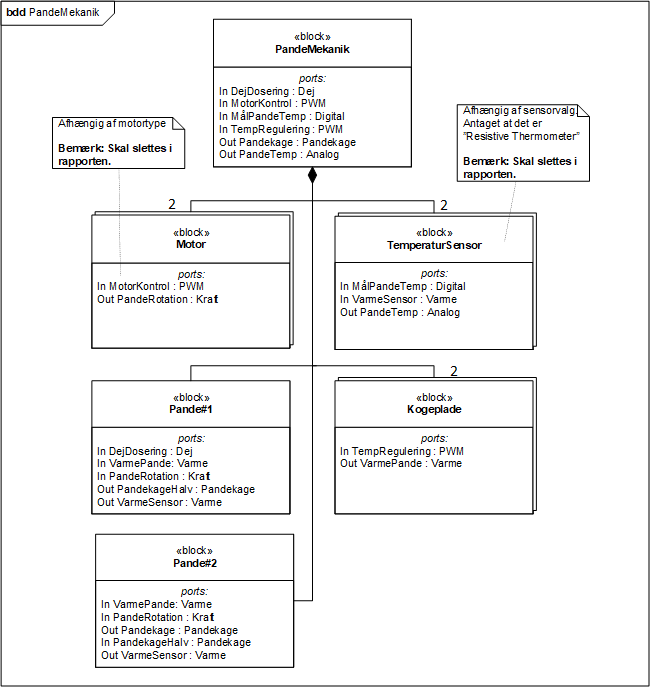 bdd PandeMekanik
«block»
PandeMekanik
ports:
In DejDosering : Dej
In MotorKontrol : PWM
In MålPandeTemp : Digital
In TempRegulering : PWM
Out Pandekage : Pandekage
Out PandeTemp : Analog
Afhængig af motortype
Bemærk: Skal slettes i
rapporten.
Afhængig af sensorvalg.
Antaget at det er
"Resistive Thermometer"
Bemærk: Skal slettes i
rapporten.
2
«block»
Motor
ports:
In MotorKontrol : PWM
Out PandeRotation : Kraft
2
«block»
TemperaturSensor
ports:
In MålPandeTemp : Digital
In VarmeSensor : Varme
Out PandeTemp : Analog
«block»
Pande#1
ports:
In DejDosering : Dej
In VarmePande: Varme
In PandeRotation : Kraft
Out PandekageHalv : Pandekage
Out VarmeSensor : Varme
2
«block»
Kogeplade
ports:
In TempRegulering : PWM
Out VarmePande : Varme
«block»
Pande#2
ports:
In VarmePande: Varme
In PandeRotation : Kraft
Out Pandekage : Pandekage
In PandekageHalv : Pandekage
Out VarmeSensor : Varme